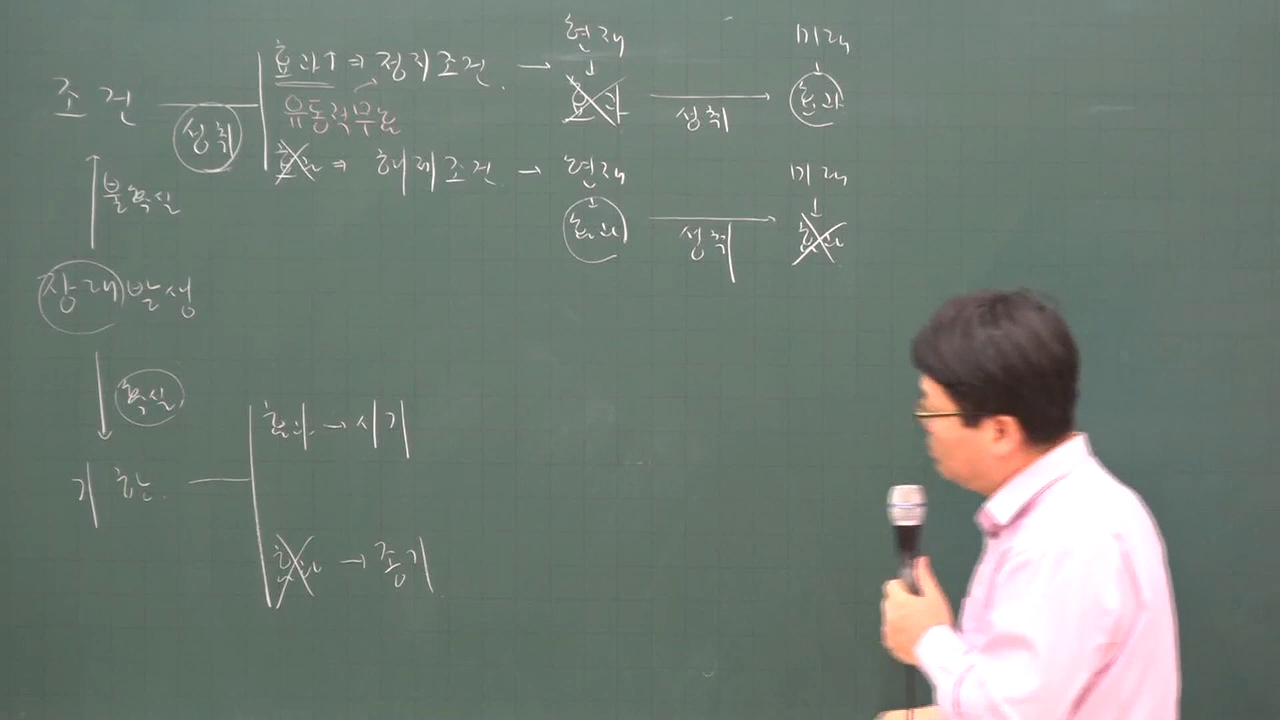 현재 미래
조건 성취 효과↑ ⇒ 정지조건 → 효과 성취 효과
유동적무효
효과 ⇒ 해제조건 → 현재 미래
불확실
효과 성취 효과
장래발생
확실
효과 → 시기
기한
효과 → 종기